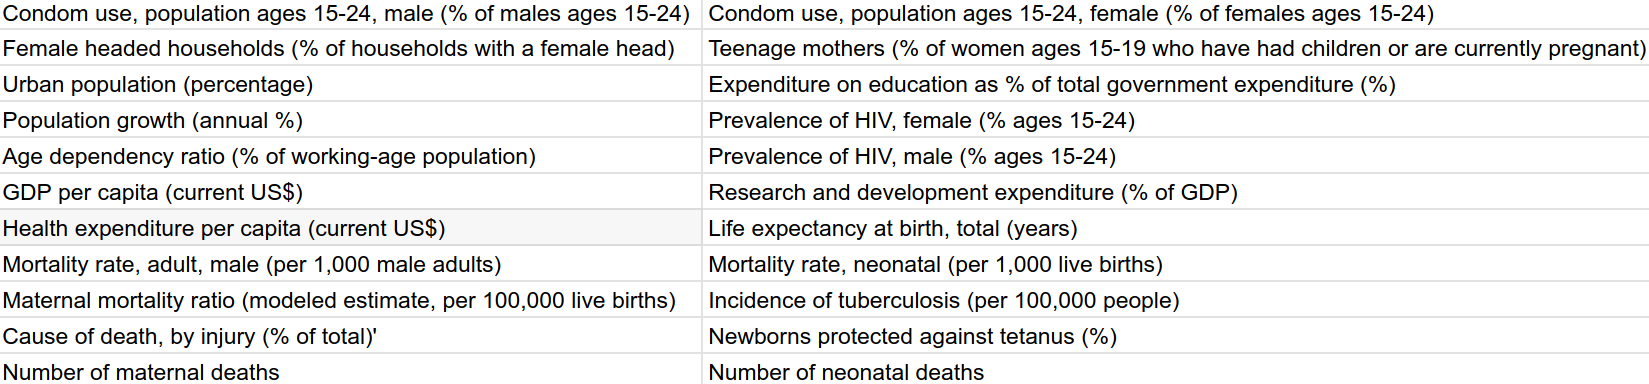 Condom use, population ages 15-24, male (% of males ages 15-24) Condom use, population ages 15-24, female (% of females ages 15-24)
Female headed households (% of households with a female head) Teenage mothers (% of women ages 15-19 who have had children or are currently pregnant)
Urban population (percentage) Expenditure on education as % of total government expenditure (%)
Population growth (annual %) Prevalence of HIV, female (% ages 15-24)
Age dependency ratio (% of working-age population) Prevalence of HIV, male (% ages 15-24)
GDP per capita (current US$) Research and development expenditure (% of GDP)
Health expenditure per capita (current US$) Life expectancy at birth, total (years)
Mortality rate, adult, male (per 1,000 male adults) Mortality rate, neonatal (per 1,000 live births)
Maternal mortality ratio (modeled estimate, per 100,000 live births) Incidence of tuberculosis (per 100,000 people)
Cause of death, by injury (% of total)' Newborns protected against tetanus (%)
Number of maternal deaths Number of neonatal deaths